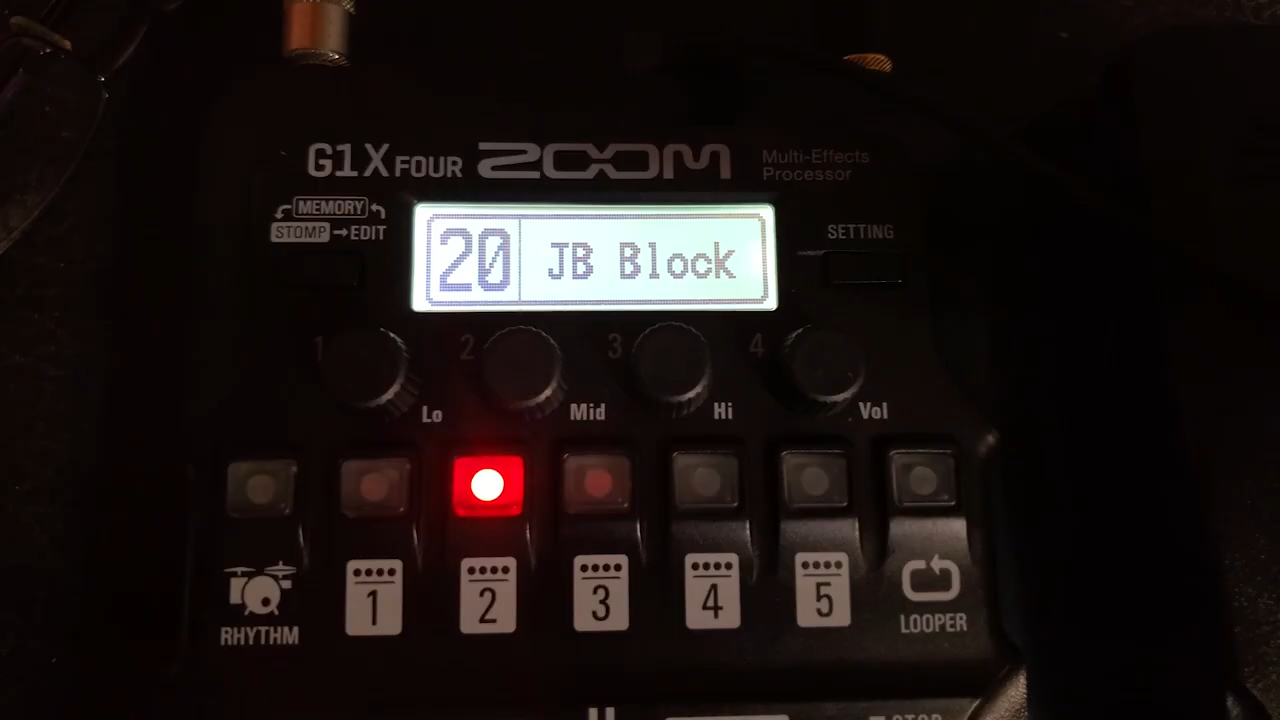 G1X FOUR ZOOM Multi-Effects Processor
MEMORY
STOMP → EDIT
20 JB Block
SETTING
1 2 3 4
Lo Mid Hi Vol
1 2 3 4 5
RHYTHM LOOPER
STOP